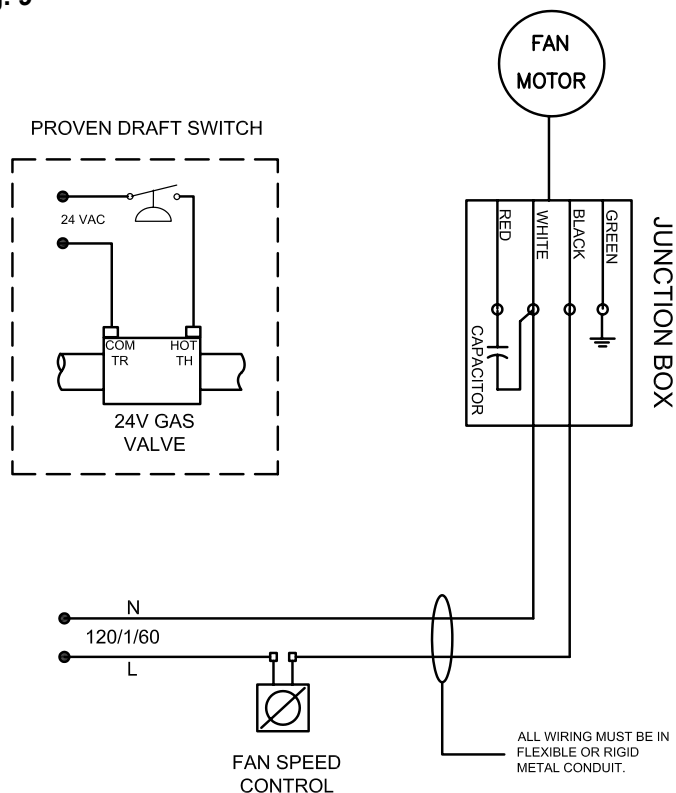 FAN
MOTOR
PROVEN DRAFT SWITCH
24 VAC
COM
TR
HOT
TH
24V GAS
VALVE
RED
WHITE
BLACK
GREEN
CAPACITOR
JUNCTION BOX
N
120/1/60
L
FAN SPEED
CONTROL
ALL WIRING MUST BE IN
FLEXIBLE OR RIGID
METAL CONDUIT.